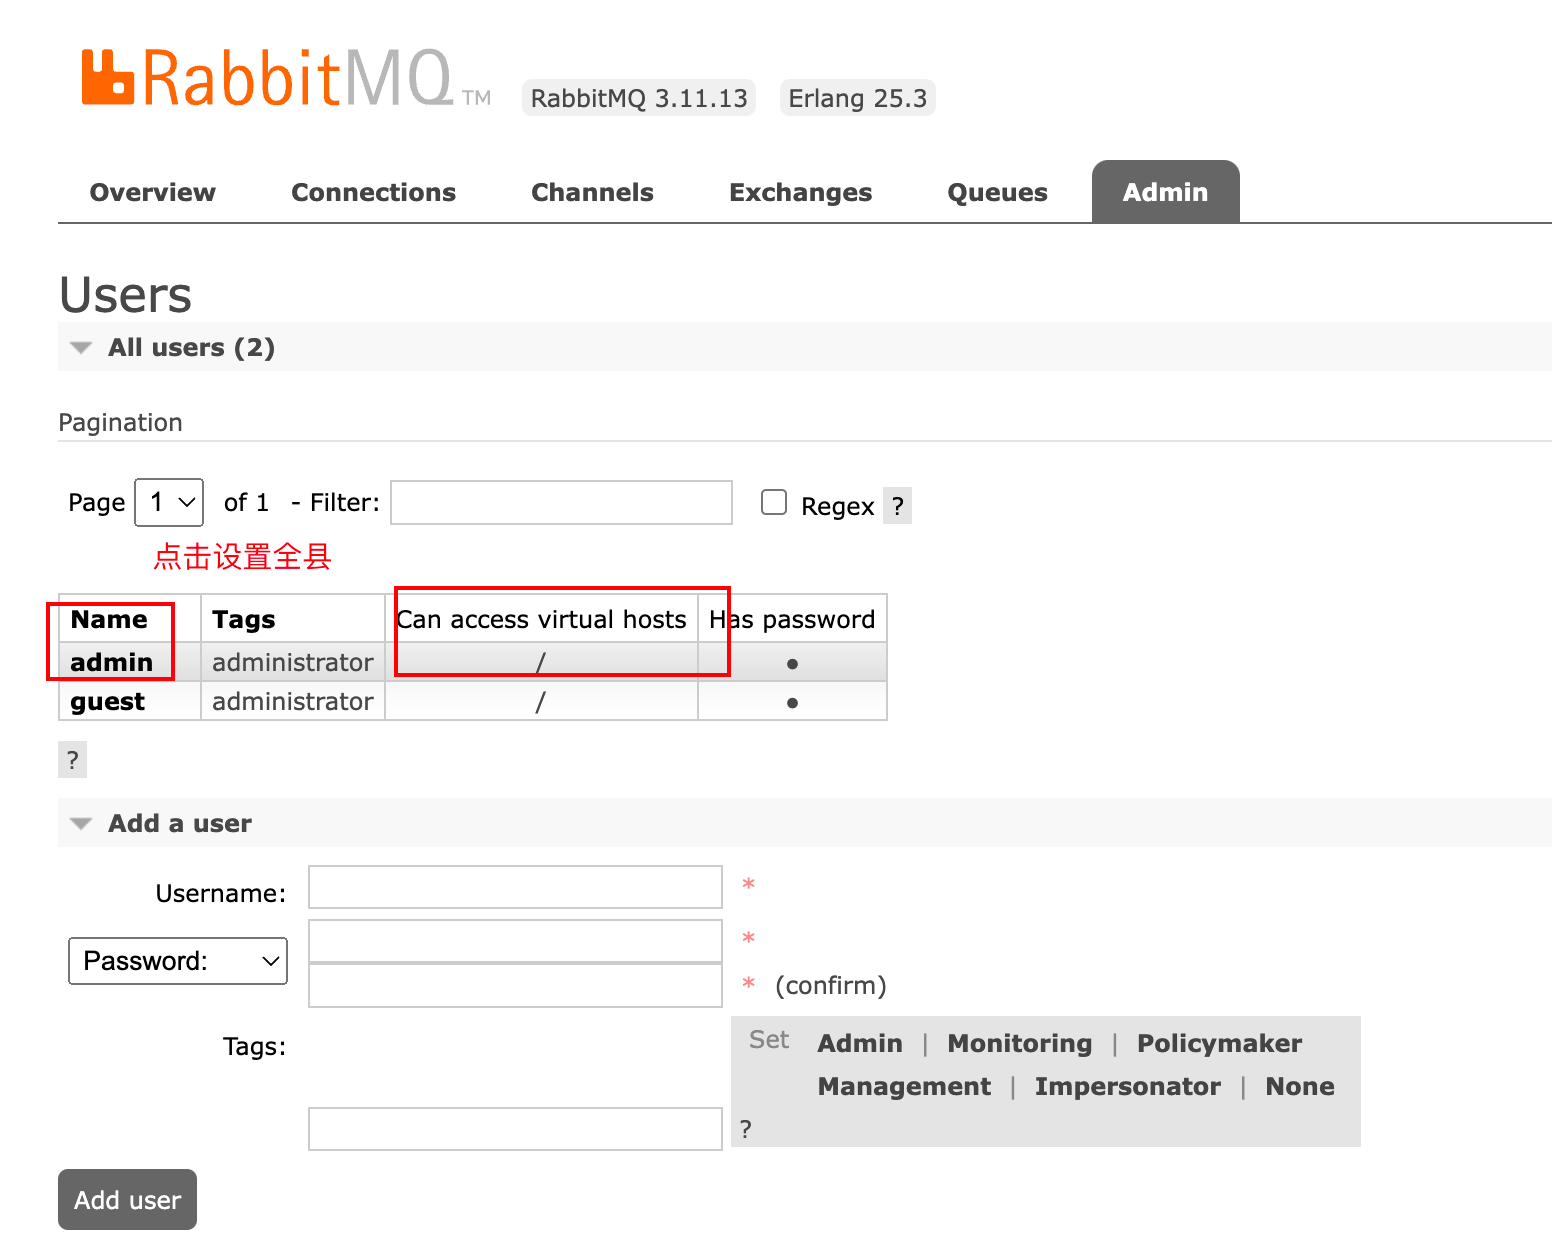 RabbitMQ TM RabbitMQ 3.11.13 Erlang 25.3
Overview Connections Channels Exchanges Queues Admin
Users
All users (2)
Pagination
Page 1 of 1 - Filter: Regex ?
点击设置全县
Name Tags Can access virtual hosts Has password
admin administrator / ●
guest administrator / ●
?
Add a user
Username: *
Password: *
* (confirm)
Tags: Set Admin | Monitoring | Policymaker
Management | Impersonator | None
?
Add user